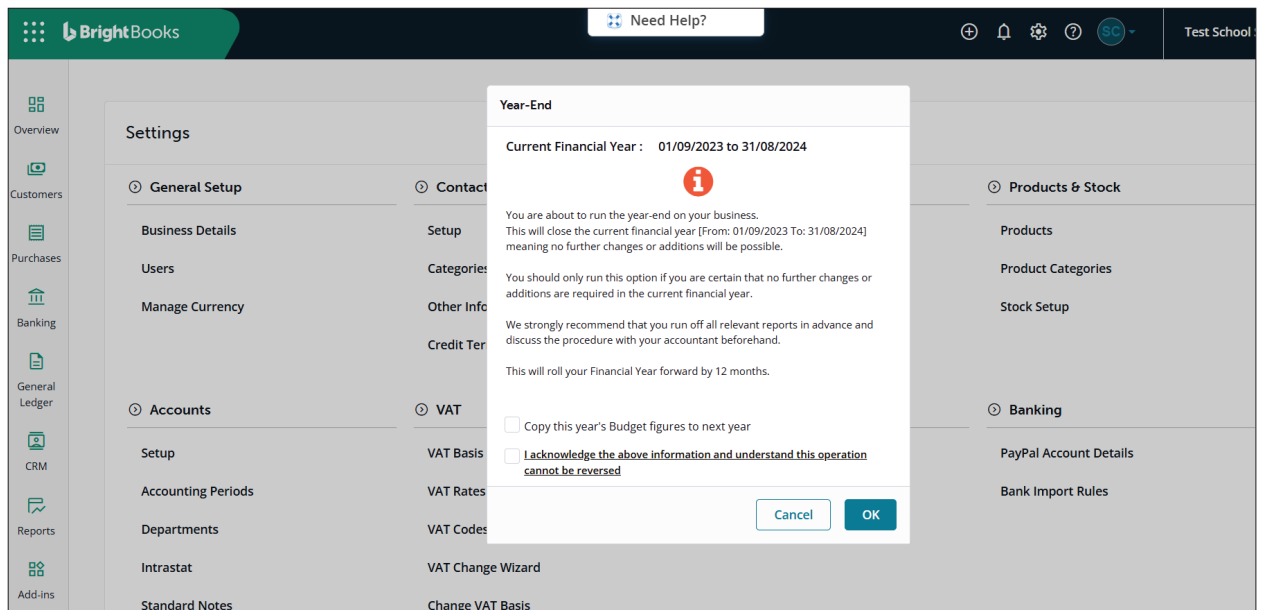 BrightBooks
Need Help?
SC
Test School
Overview
Customers
Purchases
Banking
General
Ledger
CRM
Reports
Add-ins
Settings
General Setup
Business Details
Users
Manage Currency
Contact
Setup
Categories
Other Info
Credit Ter
Products & Stock
Products
Product Categories
Stock Setup
Accounts
Setup
Accounting Periods
Departments
Intrastat
Standard Notes
VAT
VAT Basis
VAT Rates
VAT Codes
VAT Change Wizard
Change VAT Basis
Banking
PayPal Account Details
Bank Import Rules
Year-End
Current Financial Year : 01/09/2023 to 31/08/2024
You are about to run the year-end on your business.
This will close the current financial year [From: 01/09/2023 To: 31/08/2024]
meaning no further changes or additions will be possible.
You should only run this option if you are certain that no further changes or
additions are required in the current financial year.
We strongly recommend that you run off all relevant reports in advance and
discuss the procedure with your accountant beforehand.
This will roll your Financial Year forward by 12 months.
Copy this year's Budget figures to next year
I acknowledge the above information and understand this operation
cannot be reversed
Cancel
OK